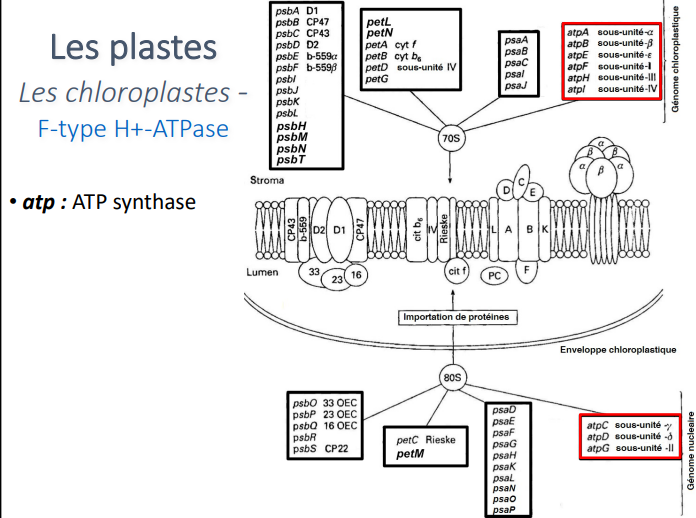 Les plastes
Les chloroplastes -
F-type H+-ATPase
• atp : ATP synthase
psbA D1
psbB CP47
psbC CP43
psbD D2
psbE b-559α
psbF b-559β
psbI
psbJ
psbK
psbL
psbH
psbM
psbN
psbT
petL
petN
petA cyt f
petB cyt b6
petD sous-unité IV
petG
psaA
psaB
psaC
psaI
psaJ
atpA sous-unité-α
atpB sous-unité-β
atpE sous-unité-ε
atpF sous-unité-I
atpH sous-unité-III
atpI sous-unité-IV
Génome chloroplastique
70S
Stroma
CP43
b-559
D2
D1
CP47
33
23
16
cit b6
IV
Rieske
cit f
D
C
E
L
A
B
K
PC
F
α
β
α
β
α
β
Lumen
Importation de protéines
Enveloppe chloroplastique
80S
psbO 33 OEC
psbP 23 OEC
psbQ 16 OEC
psbR
psbS CP22
petC Rieske
petM
psaD
psaE
psaF
psaG
psaH
psaK
psaL
psaN
psaO
psaP
atpC sous-unité -γ
atpD sous-unité -δ
atpG sous-unité -II
Génome nucleaire